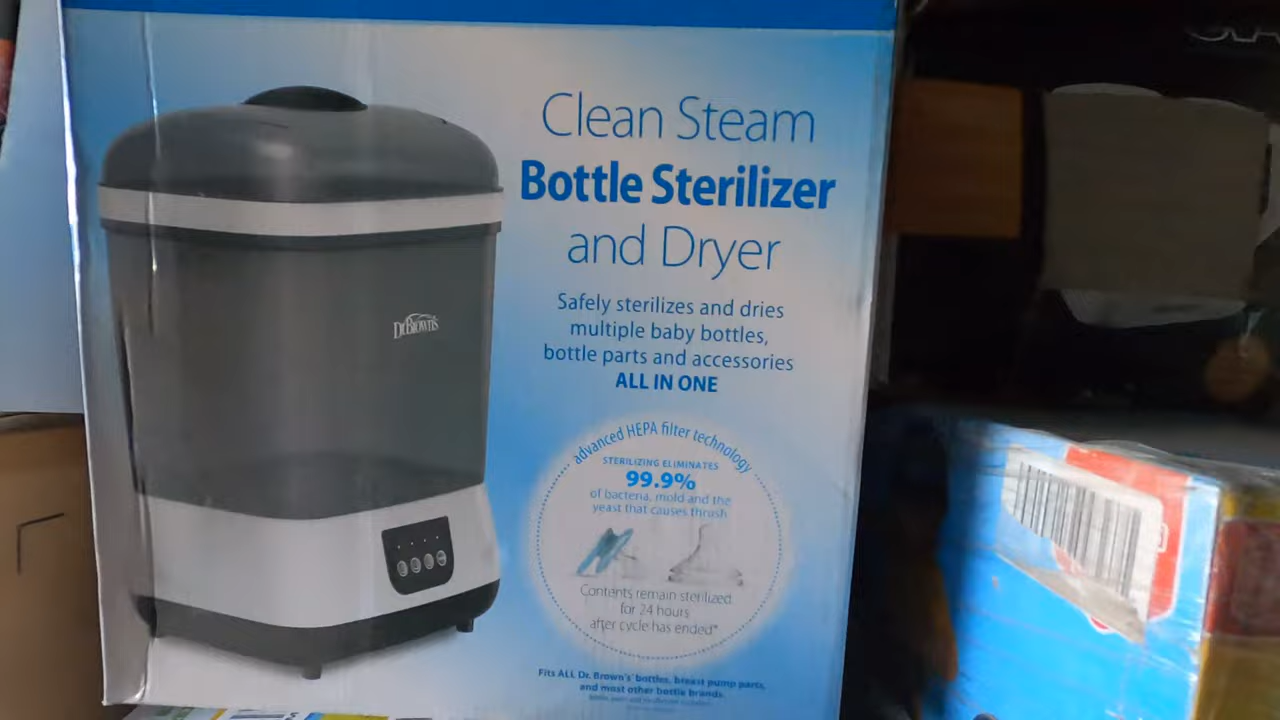 Clean Steam
Bottle Sterilizer
and Dryer
Safely sterilizes and dries
multiple baby bottles,
bottle parts and accessories
ALL IN ONE
Dr.Brown's
advanced HEPA filter technology
STERILIZING ELIMINATES
99.9%
of bacteria, mold and the
yeast that causes thrush
Contents remain sterilized
for 24 hours
after cycle has ended*
Fits ALL Dr. Brown's® bottles, breast pump parts,
and most other bottle brands.